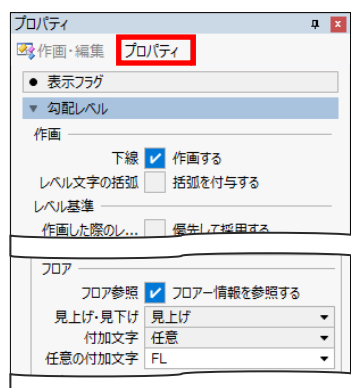 プロパティ
作画・編集 プロパティ
● 表示フラグ
▼ 勾配レベル
作画
下線 作画する
レベル文字の括弧 括弧を付与する
レベル基準
作図した際のレ... 優先して採用する
フロア
フロア参照 フロアー情報を参照する
見上げ・見下げ 見上げ
付加文字 任意
任意の付加文字 FL